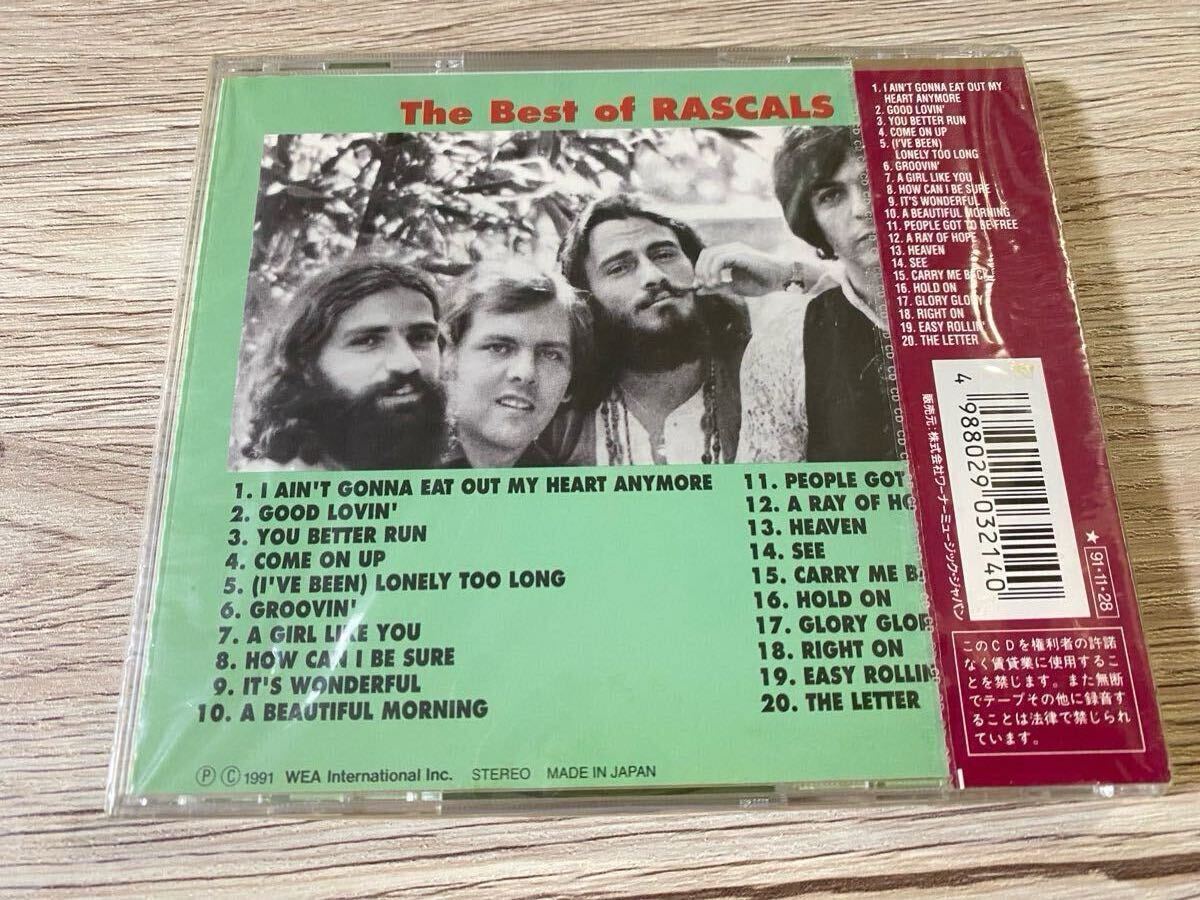 The Best of RASCALS
1. I AIN'T GONNA EAT OUT MY HEART ANYMORE
2. GOOD LOVIN'
3. YOU BETTER RUN
4. COME ON UP
5. (I'VE BEEN) LONELY TOO LONG
6. GROOVIN'
7. A GIRL LIKE YOU
8. HOW CAN I BE SURE
9. IT'S WONDERFUL
10. A BEAUTIFUL MORNING
11. PEOPLE GOT
12. A RAY OF HO
13. HEAVEN
14. SEE
15. CARRY ME BA
16. HOLD ON
17. GLORY GLOR
18. RIGHT ON
19. EASY ROLLIN
20. THE LETTER
Ⓟ Ⓒ 1991 WEA International Inc. STEREO MADE IN JAPAN
1. I AIN'T GONNA EAT OUT MY
HEART ANYMORE
2. GOOD LOVIN'
3. YOU BETTER RUN
4. COME ON UP
5. (I'VE BEEN)
LONELY TOO LONG
6. GROOVIN'
7. A GIRL LIKE YOU
8. HOW CAN I BE SURE
9. IT'S WONDERFUL
10. A BEAUTIFUL MORNING
11. PEOPLE GOT TO BE FREE
12. A RAY OF HOPE
13. HEAVEN
14. SEE
15. CARRY ME BACK
16. HOLD ON
17. GLORY GLORY
18. RIGHT ON
19. EASY ROLLIN'
20. THE LETTER
4 988029 032140
販売元:株式会社ワーナーミュージック・ジャパン
★91・11・28
このCDを権利者の許諾
なく賃貸業に使用するこ
とを禁じます。また無断
でテープその他に録音す
ることは法律で禁じられ
ています。